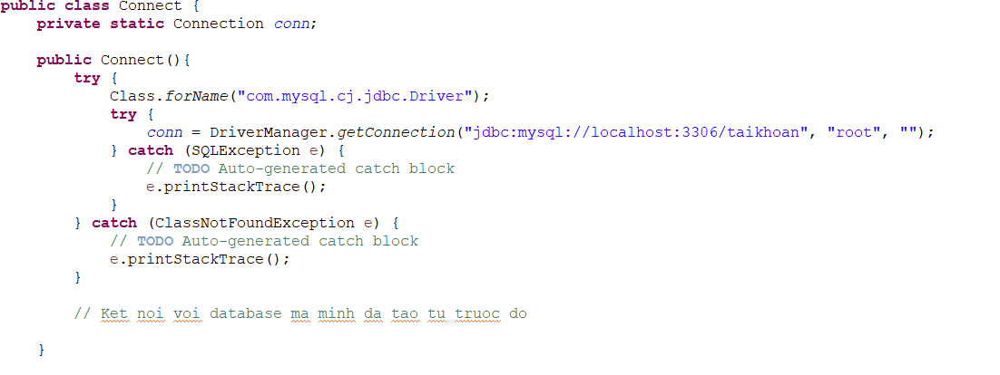 public class Connect {
    private static Connection conn;

    public Connect(){
        try {
            Class.forName("com.mysql.cj.jdbc.Driver");
            try {
                conn = DriverManager.getConnection("jdbc:mysql://localhost:3306/taikhoan", "root", "");
            } catch (SQLException e) {
                // TODO Auto-generated catch block
                e.printStackTrace();
            }
        } catch (ClassNotFoundException e) {
            // TODO Auto-generated catch block
            e.printStackTrace();
        }

        // Ket noi voi database ma minh da tao tu truoc do

    }